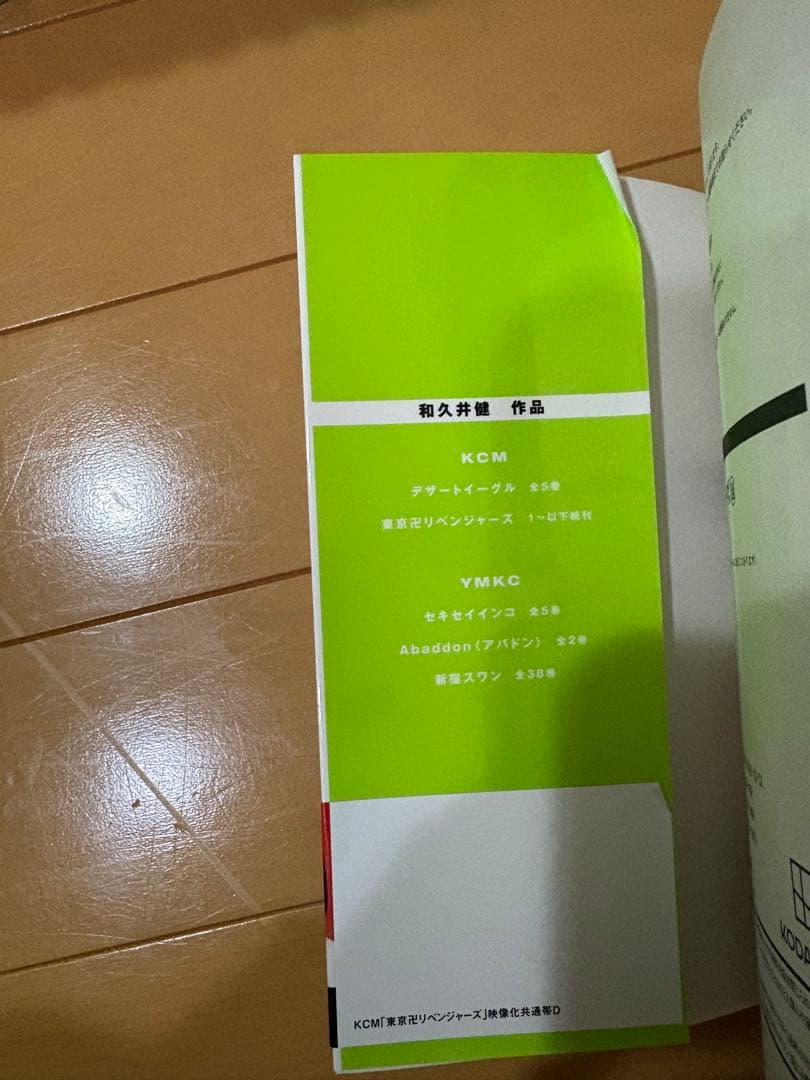 和久井健 作品
KCM
デザートイーグル 全5巻
東京卍リベンジャーズ 1~以下続刊
YMKC
セキセイインコ 全5巻
Abaddon(アバドン) 全2巻
新宿スワン 全38巻
KCM「東京卍リベンジャーズ」映像化共通帯D
KODA